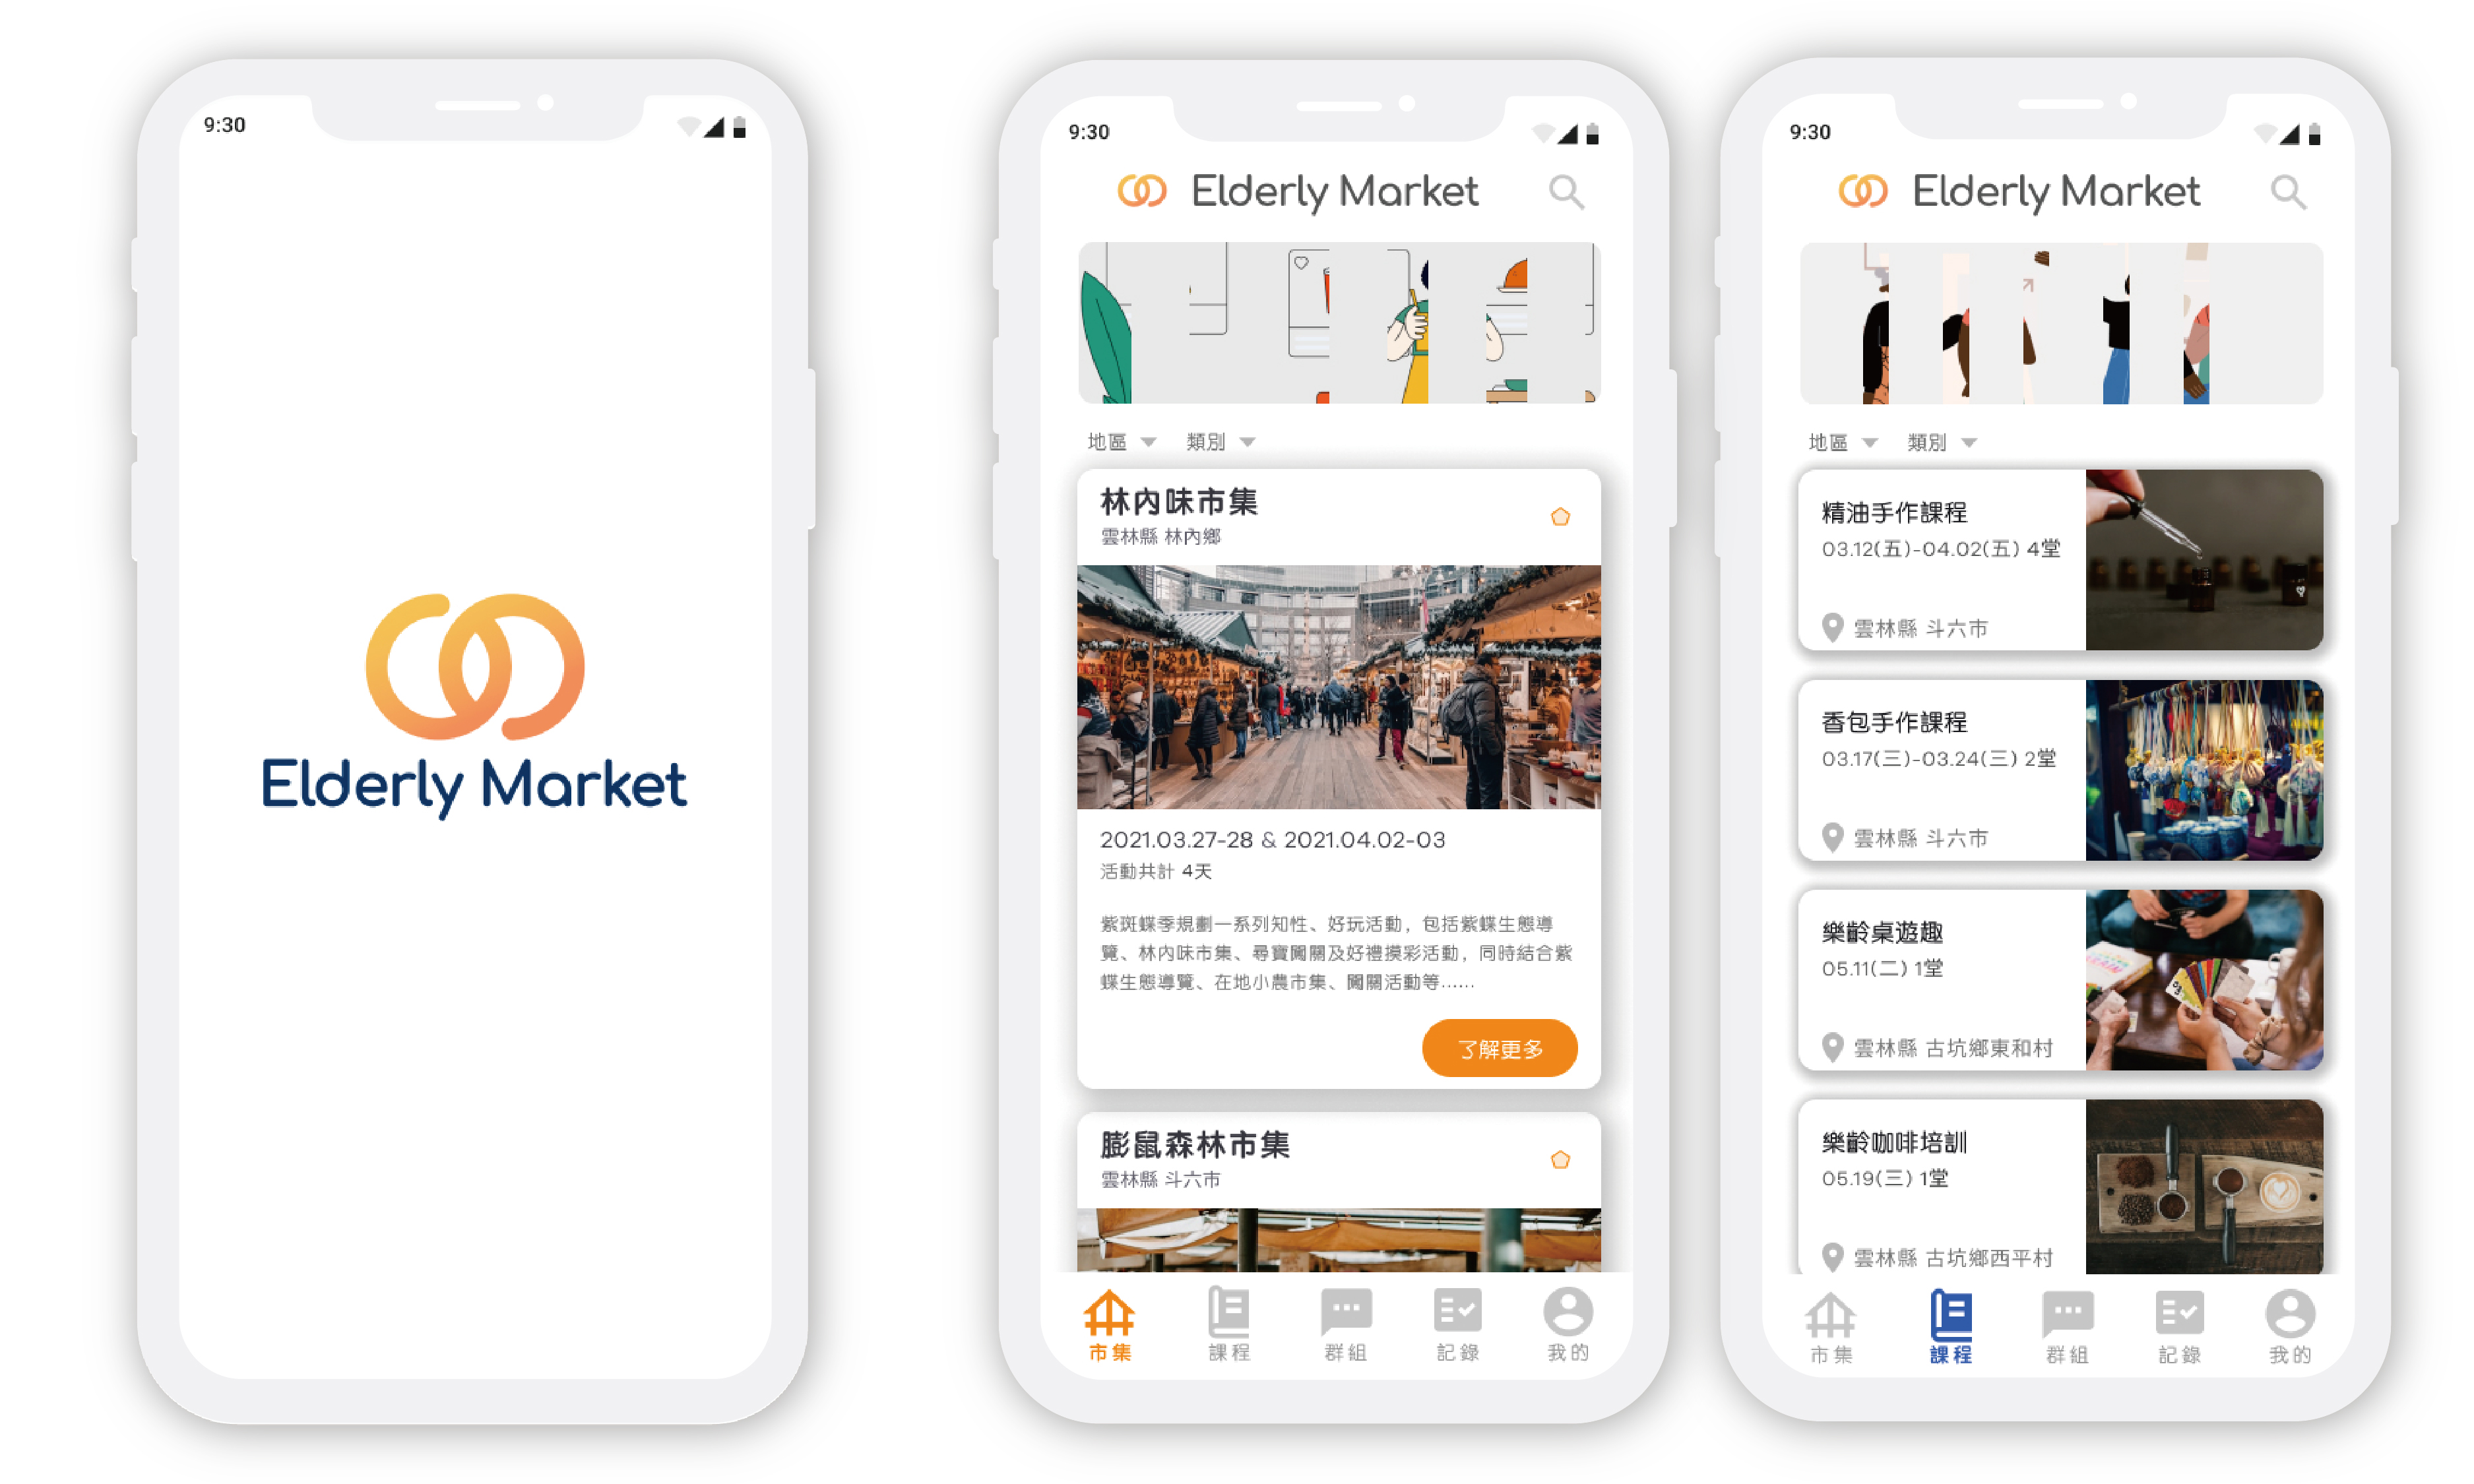 9:30
Elderly Market
9:30
Elderly Market
地區 類別
林內味市集
雲林縣 林內鄉
2021.03.27-28 & 2021.04.02-03
活動共計 4天
紫斑蝶季規劃一系列知性、好玩活動，包括紫蝶生態導
覽、林內味市集、尋寶闖關及好禮摸彩活動，同時結合紫
蝶生態導覽、在地小農市集、闖關活動等......
了解更多
膨鼠森林市集
雲林縣 斗六市
市集 課程 群組 記錄 我的
9:30
Elderly Market
地區 類別
精油手作課程
03.12(五)-04.02(五) 4堂
雲林縣 斗六市
香包手作課程
03.17(三)-03.24(三) 2堂
雲林縣 斗六市
樂齡桌遊趣
05.11(二) 1堂
雲林縣 古坑鄉東和村
樂齡咖啡培訓
05.19(三) 1堂
雲林縣 古坑鄉西平村
市集 課程 群組 記錄 我的